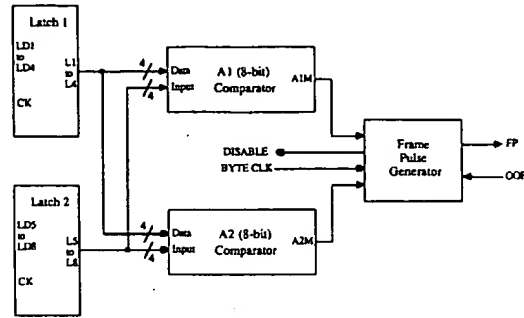 Latch 1
LD1
to
LD4
L1
to
L4
CK
4
4
Data
Input
A1 (8-bit)
Comparator
A1M
DISABLE
BYTE CLK
Frame
Pulse
Generator
FP
OOF
Latch 2
LD5
to
LD8
L5
to
L8
CK
4
4
Data
Input
A2 (8-bit)
Comparator
A2M